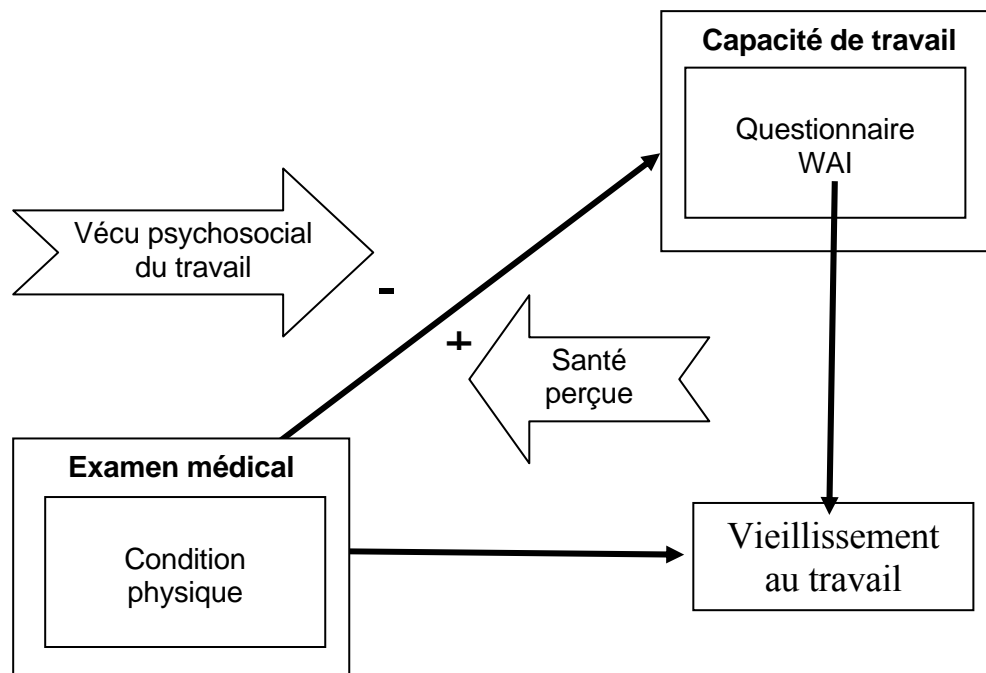 Capacité de travail
Questionnaire
WAI
Vécu psychosocial
du travail
-
+
Santé
perçue
Examen médical
Condition
physique
Vieillissement
au travail